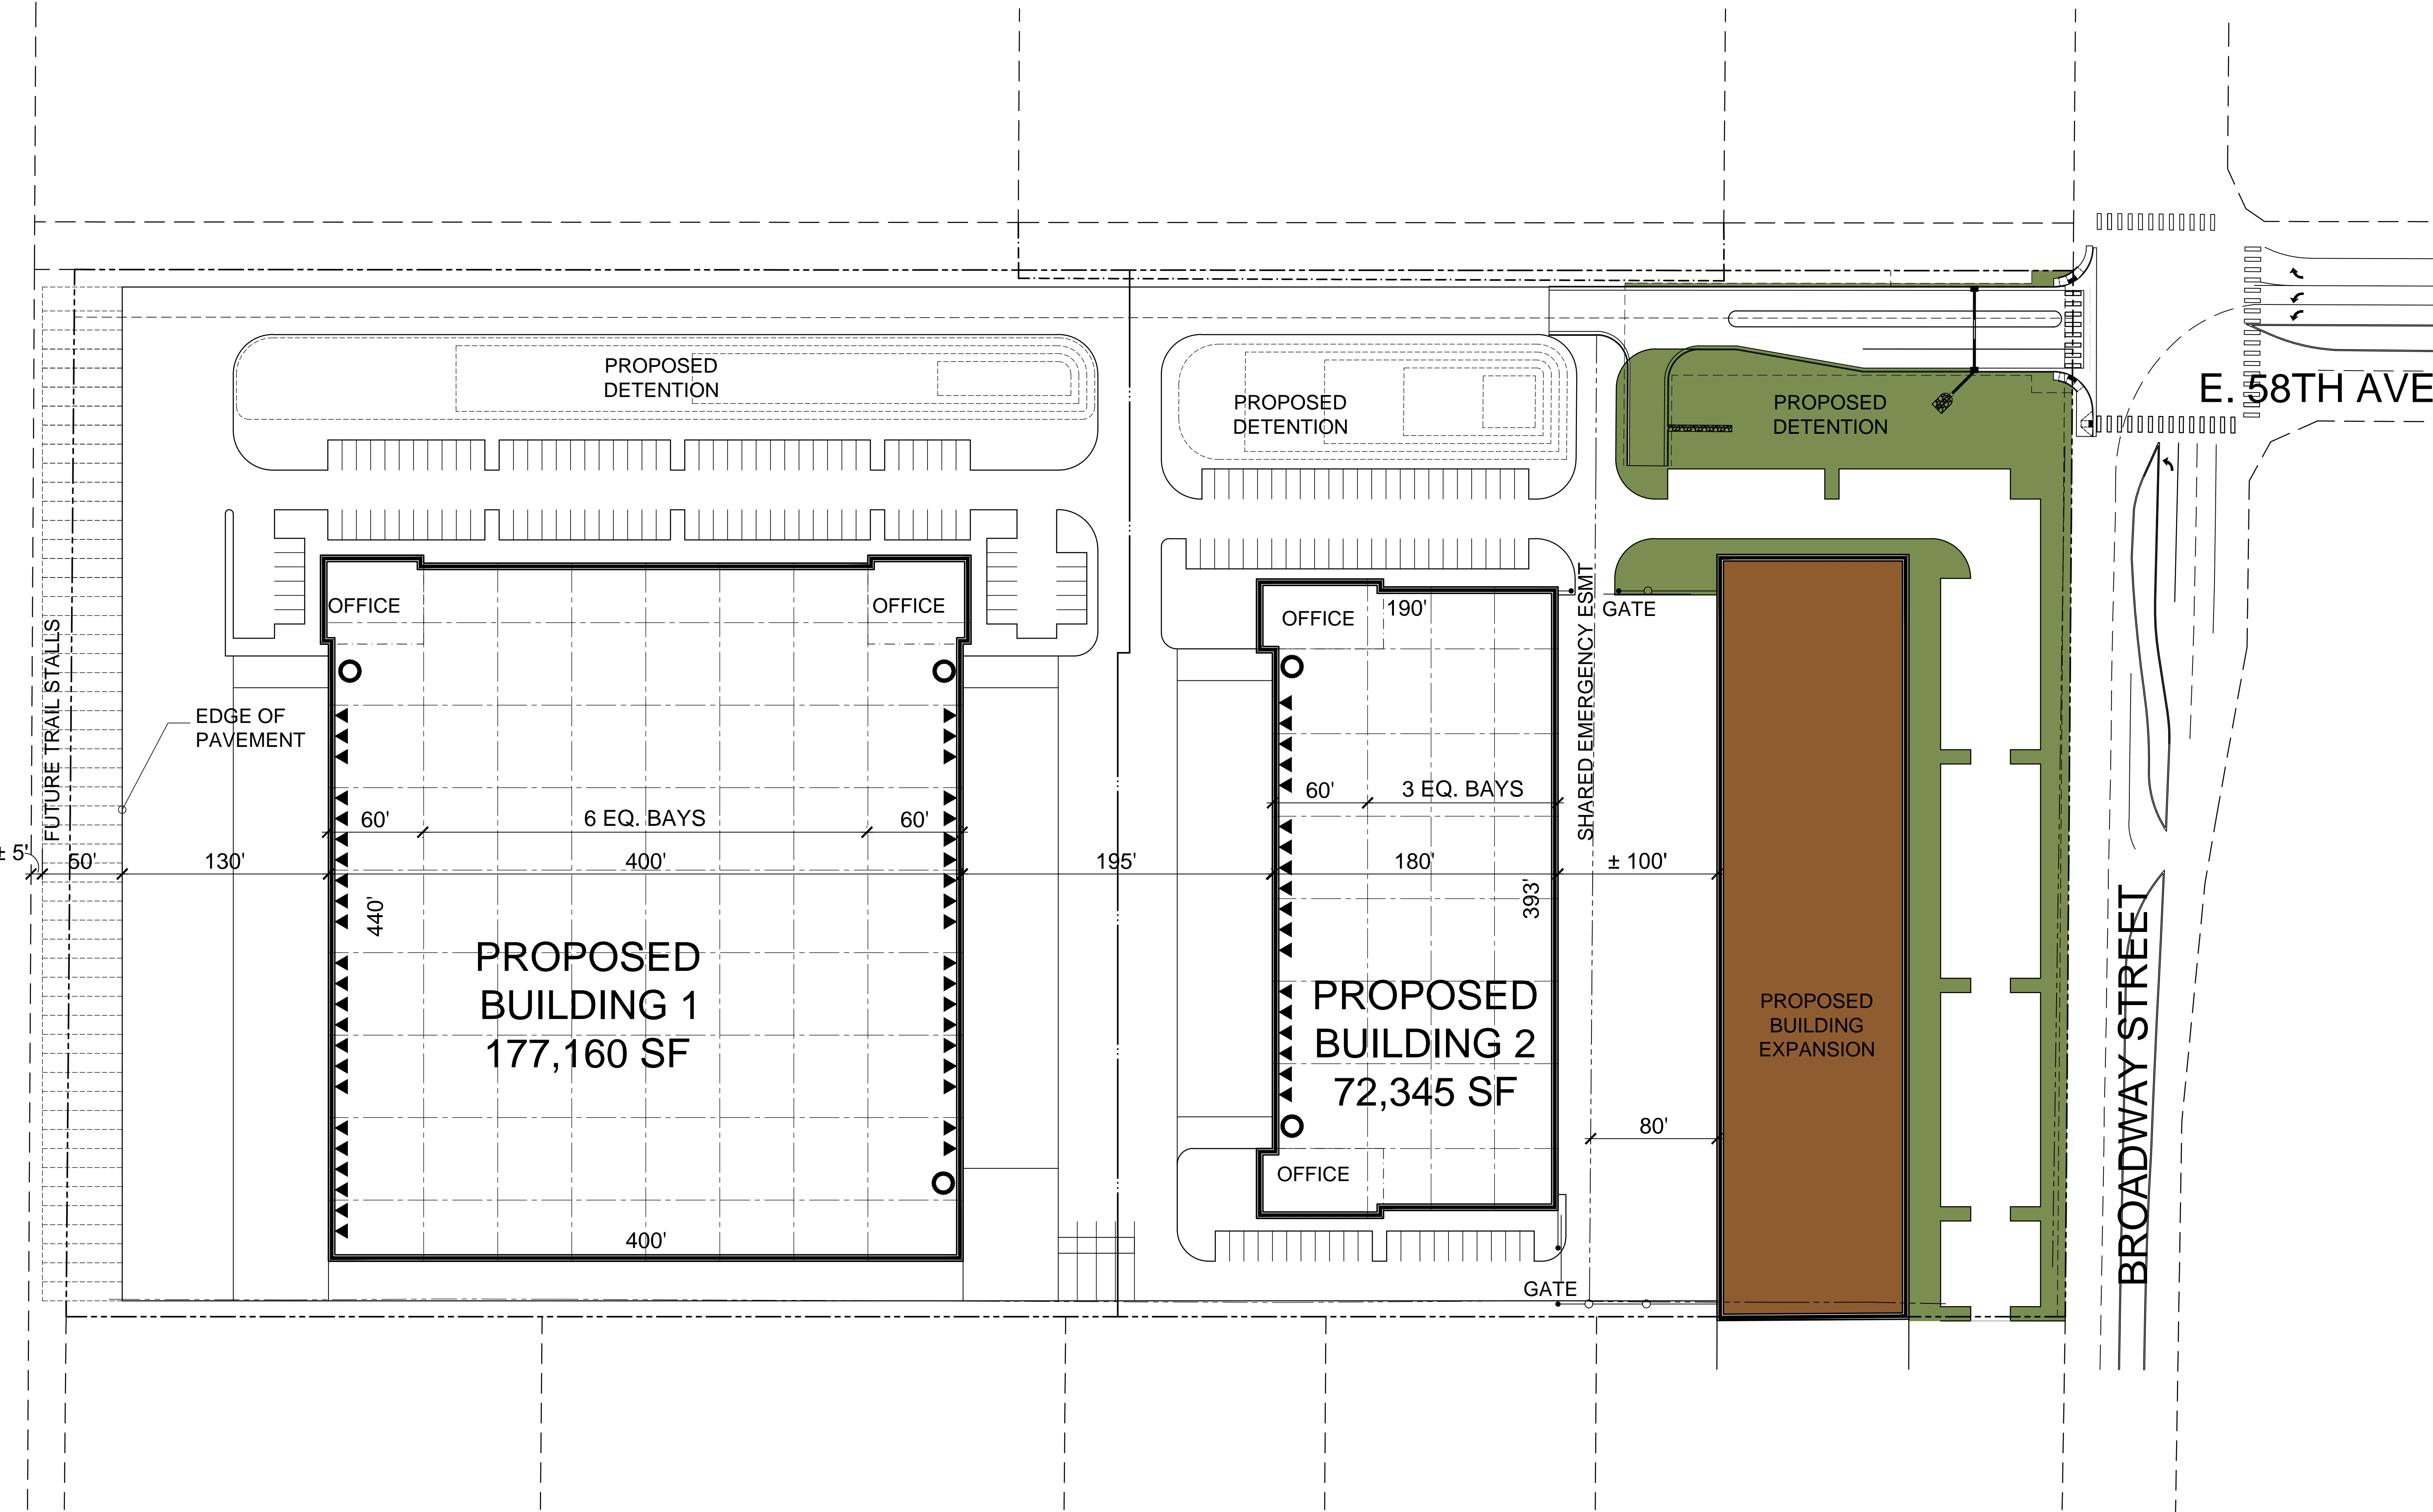 PROPOSED
DETENTION
PROPOSED
DETENTION
PROPOSED
DETENTION
E. 58TH AVE
OFFICE
OFFICE
OFFICE
190'
GATE
FUTURE TRAIL STALLS
SHARED EMERGENCY ESMT
EDGE OF
PAVEMENT
60'
6 EQ. BAYS
60'
60'
3 EQ. BAYS
± 5'
50'
130'
400'
195'
180'
± 100'
440'
393'
PROPOSED
BUILDING 1
177,160 SF
PROPOSED
BUILDING 2
72,345 SF
PROPOSED
BUILDING
EXPANSION
BROADWAY STREET
80'
OFFICE
400'
GATE